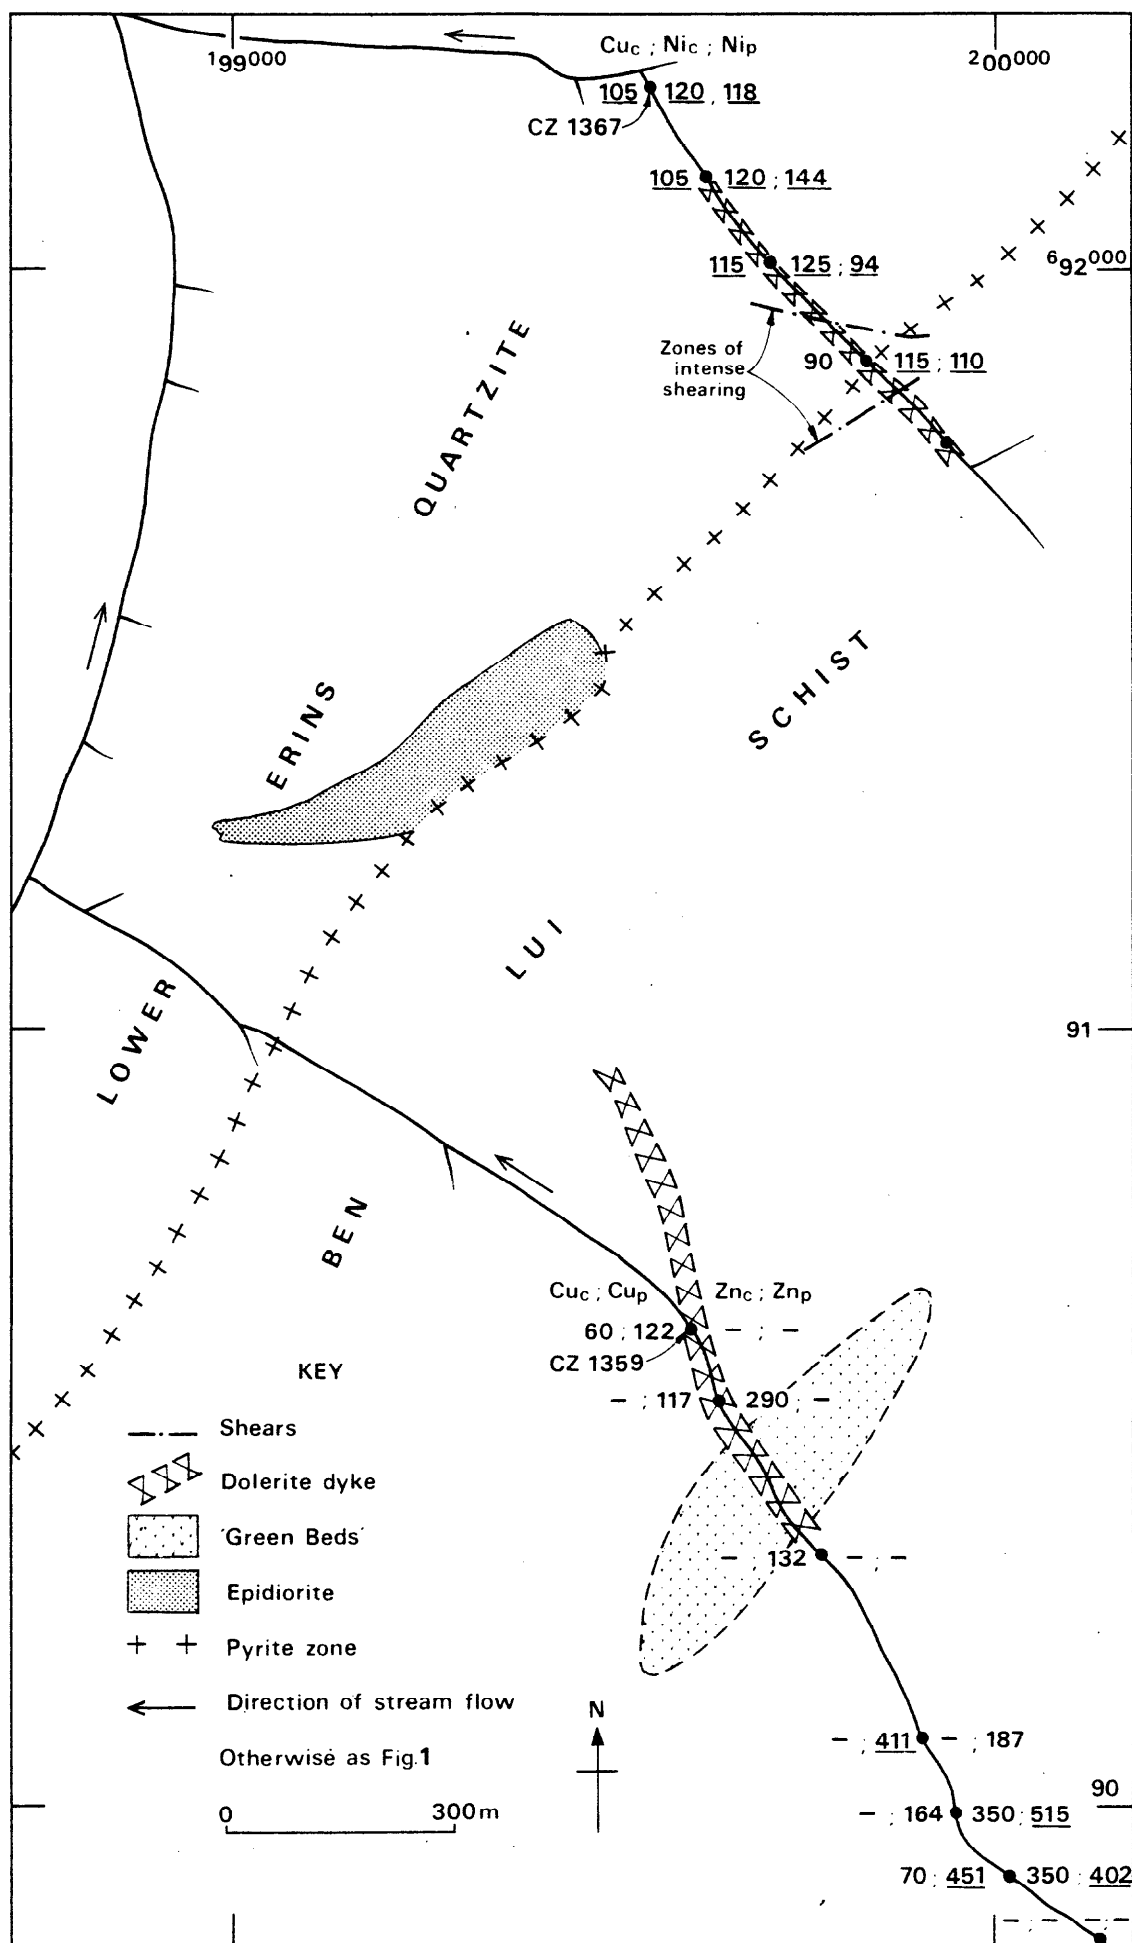 199000
200000
Cuc ; Nic ; Nip
105 120 , 118
CZ 1367
105 120 ; 144
692000
115 125 ; 94
Zones of
intense
shearing
90 115 ; 110
QUARTZITE
SCHIST
ERINS
LUI
LOWER
91
BEN
Cuc ; Cup Znc ; Znp
60 ; 122 – ; –
CZ 1359
– ; 117 290 ; –
– ; 132 – ; –
KEY
Shears
Dolerite dyke
'Green Beds'
Epidiorite
+ + Pyrite zone
Direction of stream flow
Otherwise as Fig.1
N
0 300m
– ; 411 – ; 187
90
– ; 164 350 ; 515
70 ; 451 350 ; 402
– ; – – ; –